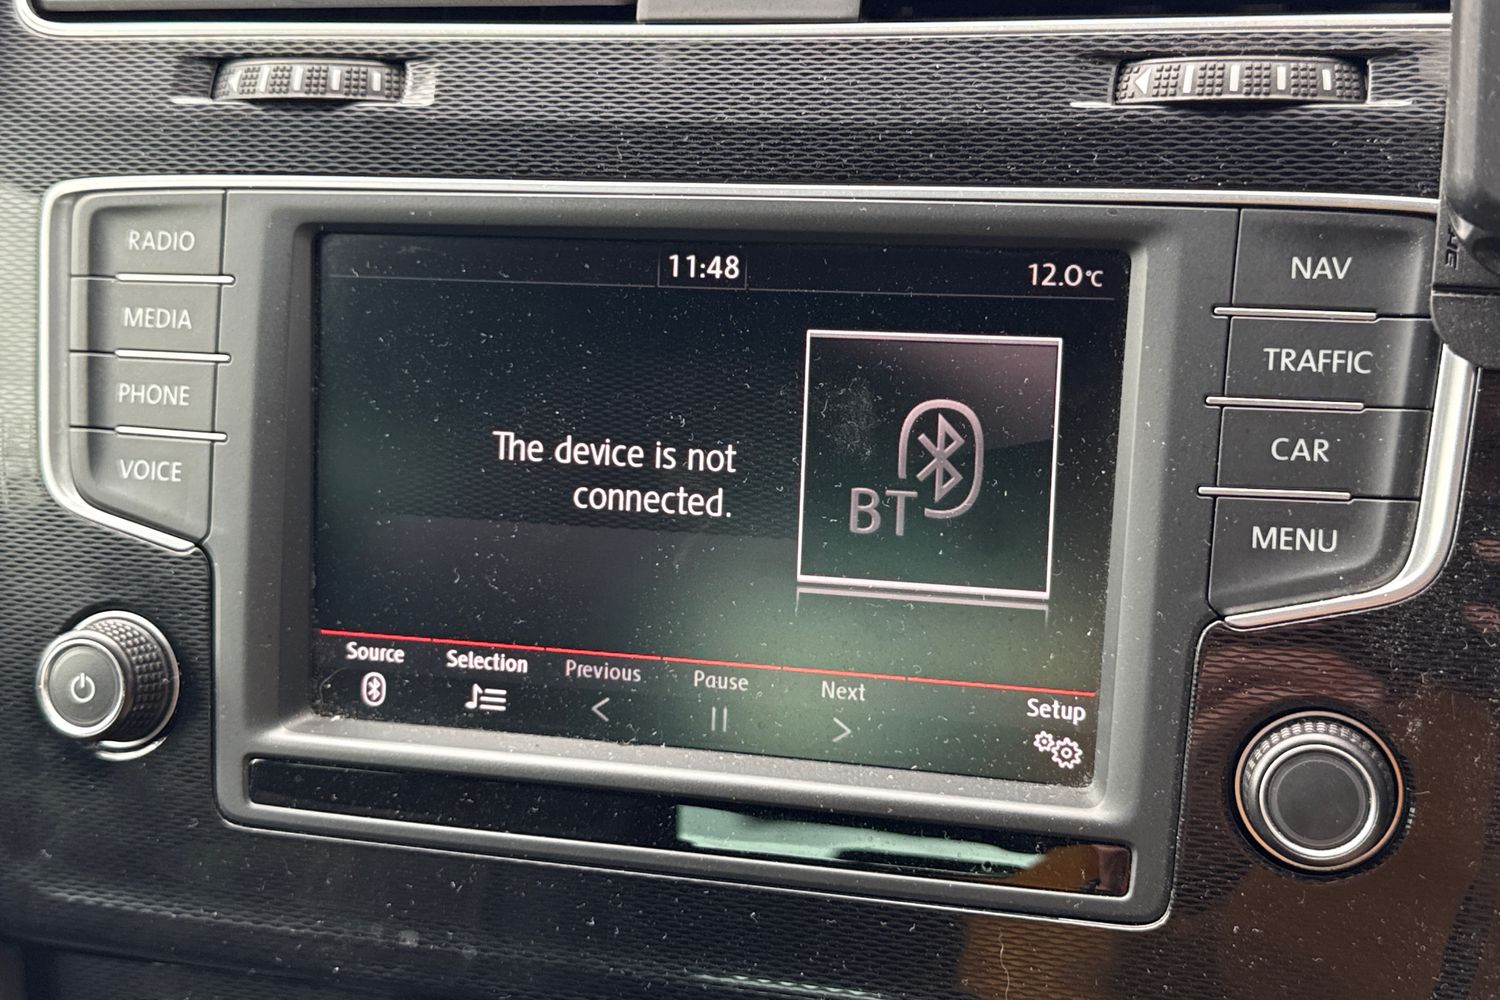 RADIO
MEDIA
PHONE
VOICE
11:48
12.0°C
The device is not
connected.
BT
Source
Selection
Previous
Pause
Next
Setup
NAV
TRAFFIC
CAR
MENU